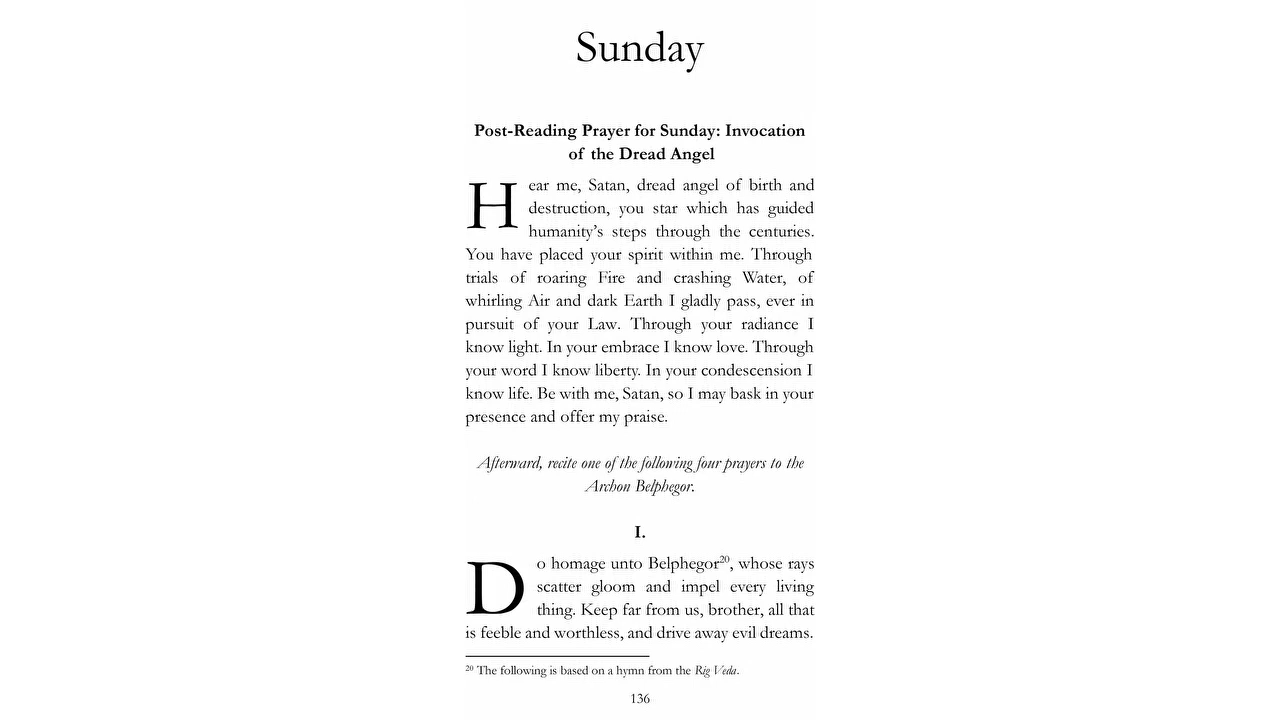 Sunday
Post-Reading Prayer for Sunday: Invocation
of the Dread Angel
Hear me, Satan, dread angel of birth and
destruction, you star which has guided
humanity’s steps through the centuries.
You have placed your spirit within me. Through
trials of roaring Fire and crashing Water, of
whirling Air and dark Earth I gladly pass, ever in
pursuit of your Law. Through your radiance I
know light. In your embrace I know love. Through
your word I know liberty. In your condescension I
know life. Be with me, Satan, so I may bask in your
presence and offer my praise.
Afterward, recite one of the following four prayers to the
Archon Belphegor.
I.
Do homage unto Belphegor²⁰, whose rays
scatter gloom and impel every living
thing. Keep far from us, brother, all that
is feeble and worthless, and drive away evil dreams.
²⁰ The following is based on a hymn from the Rig Veda.
136